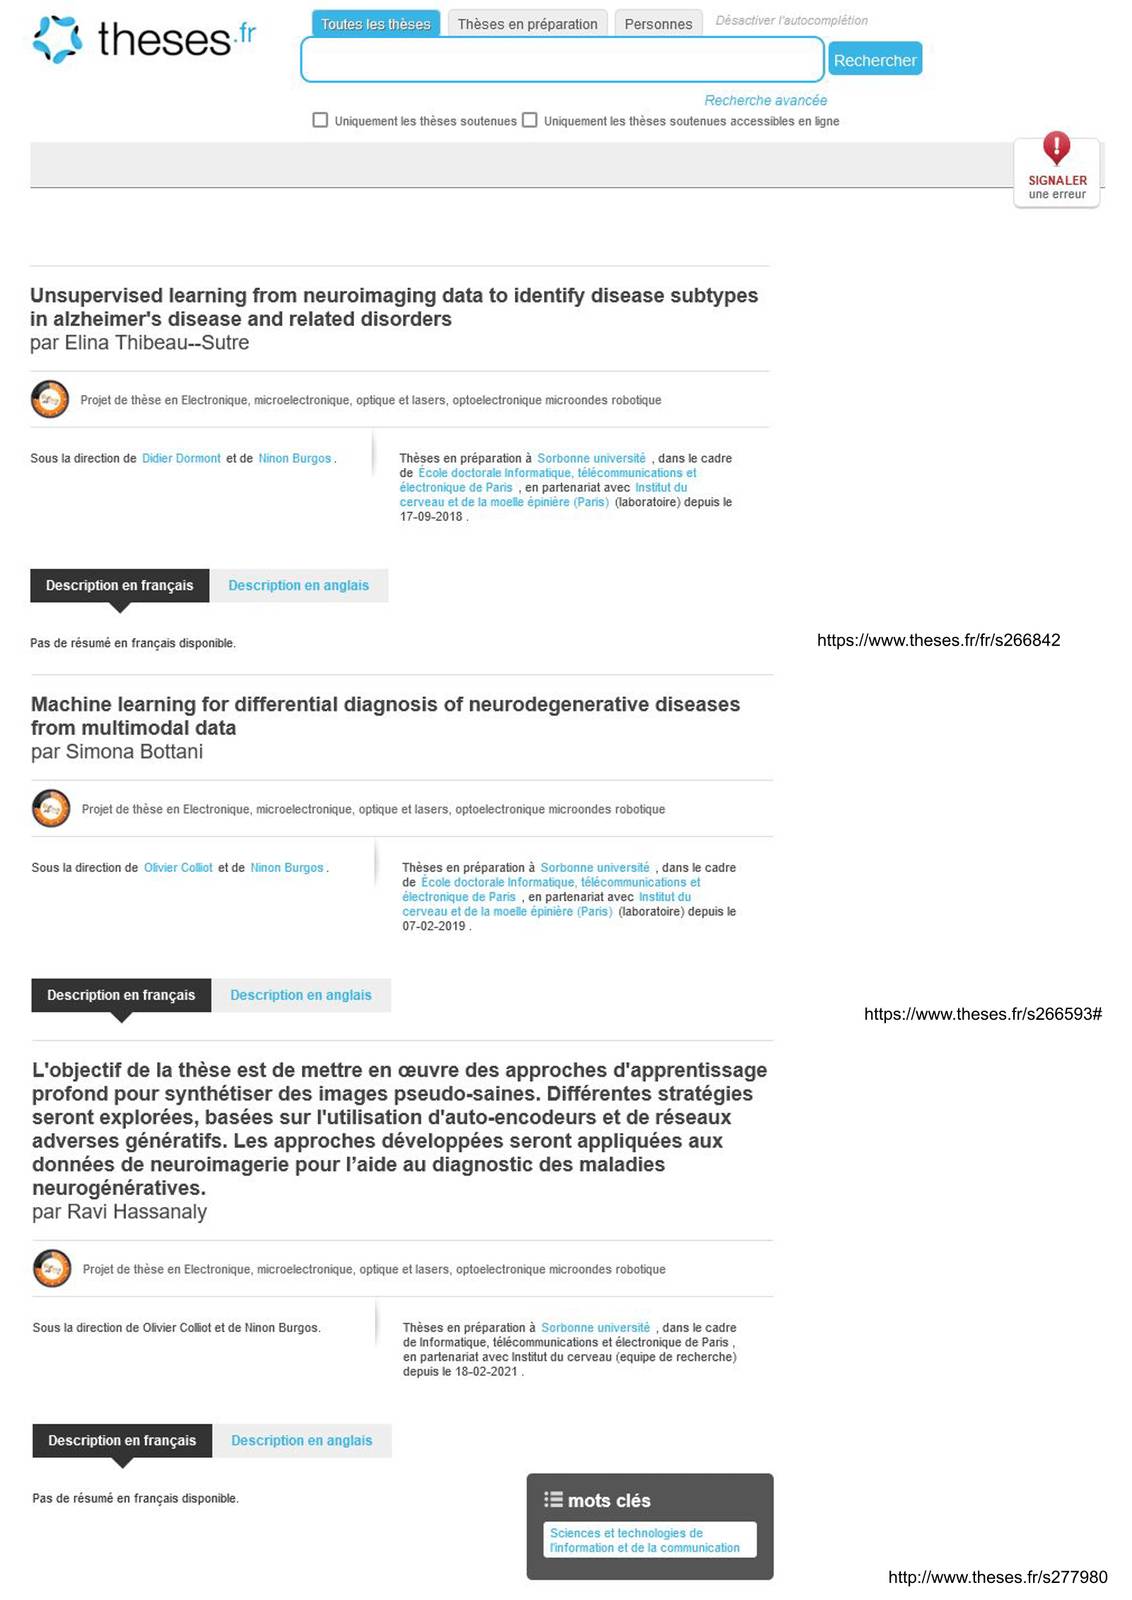 theses.fr
Toutes les thèses
Thèses en préparation
Personnes
Désactiver l'autocomplétion
Rechercher
Recherche avancée
Uniquement les thèses soutenues
Uniquement les thèses soutenues accessibles en ligne
SIGNALER
une erreur
Unsupervised learning from neuroimaging data to identify disease subtypes
in alzheimer's disease and related disorders
par Elina Thibeau--Sutre
Projet de thèse en Electronique, microelectronique, optique et lasers, optoelectronique microondes robotique
Sous la direction de Didier Dormont et de Ninon Burgos .
Thèses en préparation à Sorbonne université , dans le cadre
de École doctorale Informatique, télécommunications et
électronique de Paris , en partenariat avec Institut du
cerveau et de la moelle épinière (Paris) (laboratoire) depuis le
17-09-2018 .
Description en français
Description en anglais
Pas de résumé en français disponible.
https://www.theses.fr/fr/s266842
Machine learning for differential diagnosis of neurodegenerative diseases
from multimodal data
par Simona Bottani
Projet de thèse en Electronique, microelectronique, optique et lasers, optoelectronique microondes robotique
Sous la direction de Olivier Colliot et de Ninon Burgos .
Thèses en préparation à Sorbonne université , dans le cadre
de École doctorale Informatique, télécommunications et
électronique de Paris , en partenariat avec Institut du
cerveau et de la moelle épinière (Paris) (laboratoire) depuis le
07-02-2019 .
Description en français
Description en anglais
https://www.theses.fr/s266593#
L'objectif de la thèse est de mettre en œuvre des approches d'apprentissage
profond pour synthétiser des images pseudo-saines. Différentes stratégies
seront explorées, basées sur l'utilisation d'auto-encodeurs et de réseaux
adverses génératifs. Les approches développées seront appliquées aux
données de neuroimagerie pour l’aide au diagnostic des maladies
neurogénératives.
par Ravi Hassanaly
Projet de thèse en Electronique, microelectronique, optique et lasers, optoelectronique microondes robotique
Sous la direction de Olivier Colliot et de Ninon Burgos.
Thèses en préparation à Sorbonne université , dans le cadre
de Informatique, télécommunications et électronique de Paris ,
en partenariat avec Institut du cerveau (equipe de recherche)
depuis le 18-02-2021 .
Description en français
Description en anglais
Pas de résumé en français disponible.
mots clés
Sciences et technologies de
l'information et de la communication
http://www.theses.fr/s277980